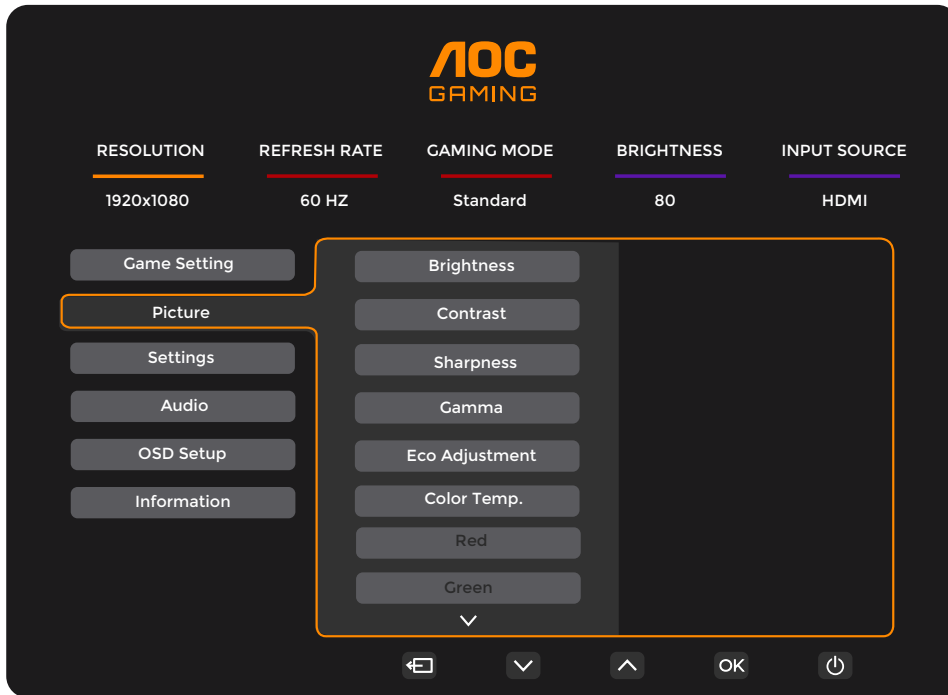 AOC
GAMING
RESOLUTION REFRESH RATE GAMING MODE BRIGHTNESS INPUT SOURCE
1920x1080 60 HZ Standard 80 HDMI
Game Setting
Picture
Settings
Audio
OSD Setup
Information
Brightness
Contrast
Sharpness
Gamma
Eco Adjustment
Color Temp.
Red
Green
OK